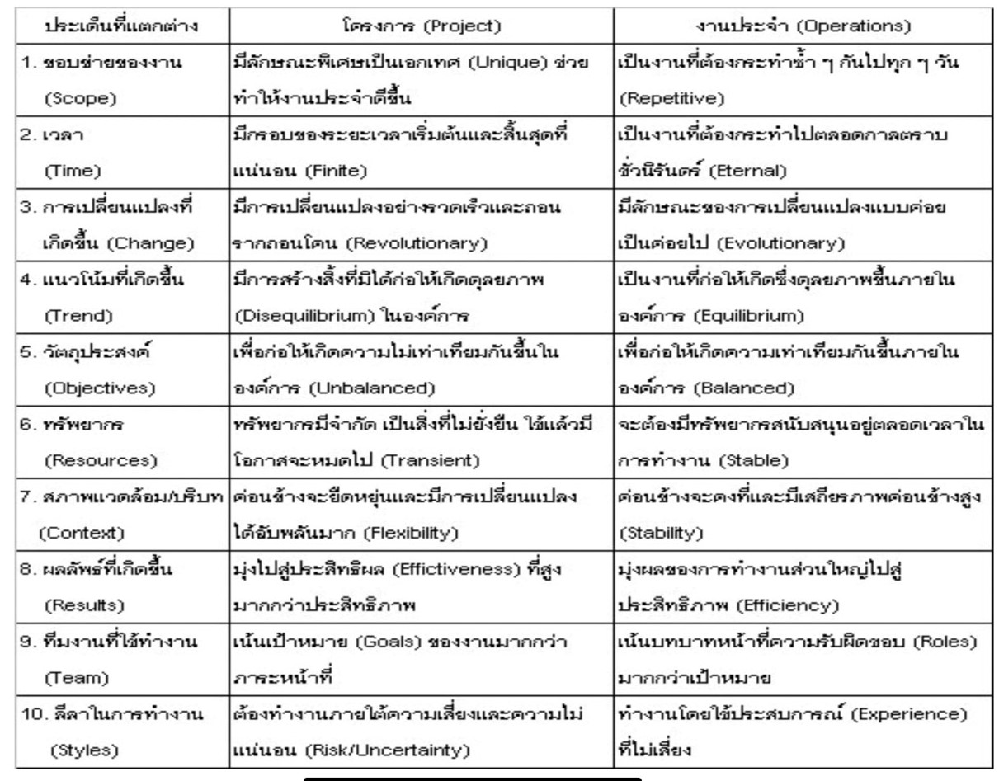 ประเด็นที่แตกต่าง
โครงการ (Project)
งานประจำ (Operations)
1. ขอบข่ายของงาน
(Scope)
มีลักษณะพิเศษเป็นเอกเทศ (Unique) ช่วย
ทำให้งานประจำดีขึ้น
เป็นงานที่ต้องกระทำซ้ำ ๆ กันไปทุก ๆ วัน
(Repetitive)
2. เวลา
(Time)
มีกรอบของระยะเวลาเริ่มต้นและสิ้นสุดที่
แน่นอน (Finite)
เป็นงานที่ต้องกระทำไปตลอดกาลตราบ
ชั่วนิรันดร์ (Eternal)
3. การเปลี่ยนแปลงที่
เกิดขึ้น (Change)
มีการเปลี่ยนแปลงอย่างรวดเร็วและถอน
รากถอนโคน (Revolutionary)
มีลักษณะของการเปลี่ยนแปลงแบบค่อย
เป็นค่อยไป (Evolutionary)
4. แนวโน้มที่เกิดขึ้น
(Trend)
มีการสร้างสิ่งที่มิได้ก่อให้เกิดดุลยภาพ
(Disequilibrium) ในองค์การ
เป็นงานที่ก่อให้เกิดซึ่งดุลยภาพขึ้นภายใน
องค์การ (Equilibrium)
5. วัตถุประสงค์
(Objectives)
เพื่อก่อให้เกิดความไม่เท่าเทียมกันขึ้นใน
องค์การ (Unbalanced)
เพื่อก่อให้เกิดความเท่าเทียมกันขึ้นภายใน
องค์การ (Balanced)
6. ทรัพยากร
(Resources)
ทรัพยากรมีจำกัด เป็นสิ่งที่ไม่ยั่งยืน ใช้แล้วมี
โอกาสจะหมดไป (Transient)
จะต้องมีทรัพยากรสนับสนุนอยู่ตลอดเวลาใน
การทำงาน (Stable)
7. สภาพแวดล้อม/บริบท
(Context)
ค่อนข้างจะยืดหยุ่นและมีการเปลี่ยนแปลง
ได้ฉับพลันมาก (Flexibility)
ค่อนข้างจะคงที่และมีเสถียรภาพค่อนข้างสูง
(Stability)
8. ผลลัพธ์ที่เกิดขึ้น
(Results)
มุ่งไปสู่ประสิทธิผล (Effictiveness) ที่สูง
มากกว่าประสิทธิภาพ
มุ่งผลของการทำงานส่วนใหญ่ไปสู่
ประสิทธิภาพ (Efficiency)
9. ทีมงานที่ใช้ทำงาน
(Team)
เน้นเป้าหมาย (Goals) ของงานมากกว่า
ภาระหน้าที่
เน้นบทบาทหน้าที่ความรับผิดชอบ (Roles)
มากกว่าเป้าหมาย
10. ลีลาในการทำงาน
(Styles)
ต้องทำงานภายใต้ความเสี่ยงและความไม่
แน่นอน (Risk/Uncertainty)
ทำงานโดยใช้ประสบการณ์ (Experience)
ที่ไม่เสี่ยง